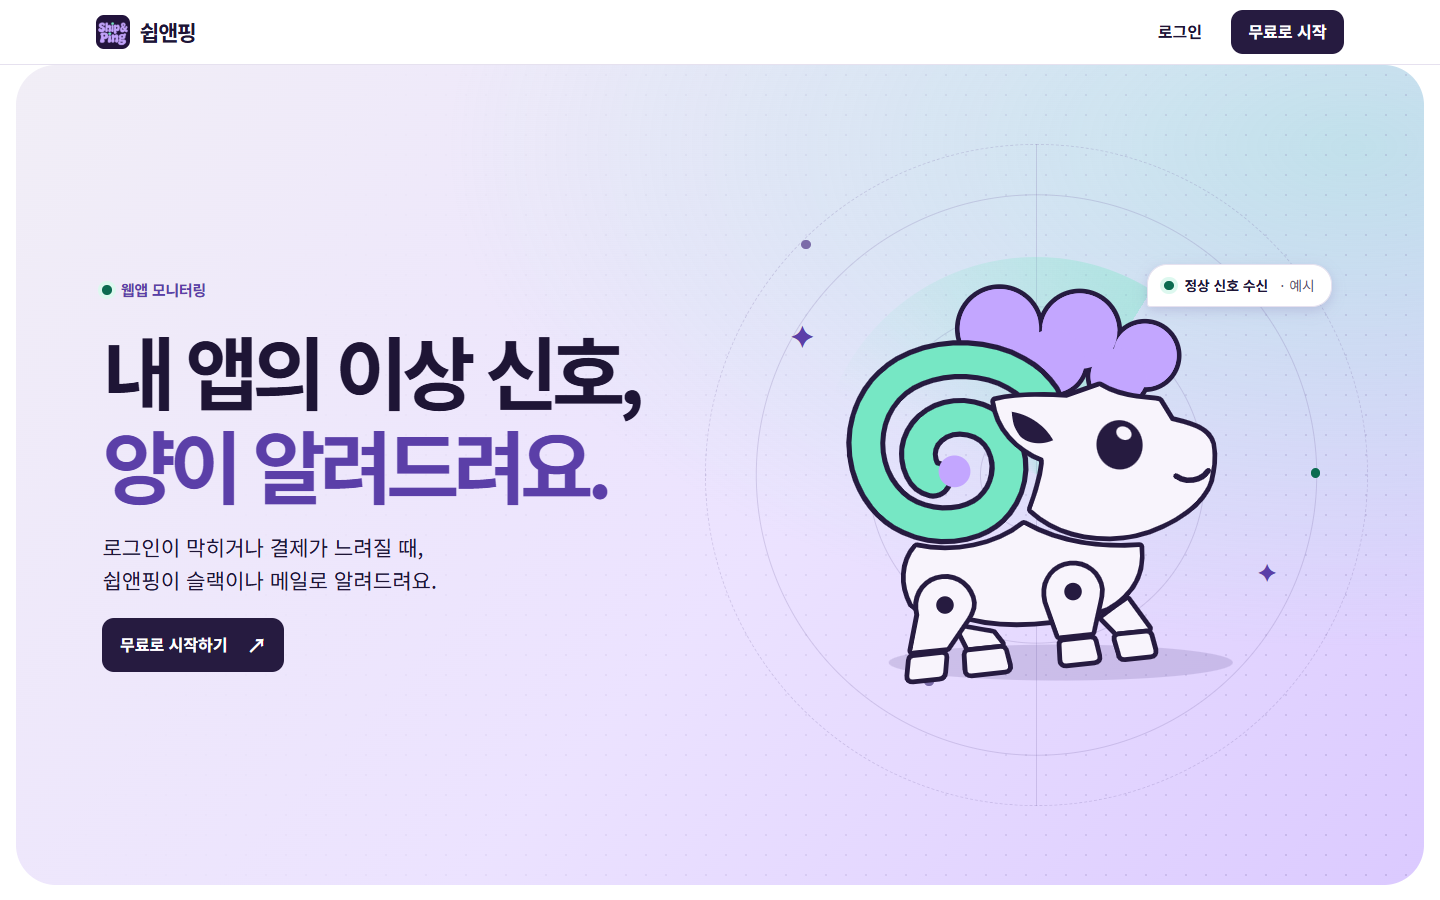 Ship&
Ping
쉽앤핑
로그인
무료로 시작
웹앱 모니터링
내 앱의 이상 신호,
양이 알려드려요.
로그인이 막히거나 결제가 느려질 때,
쉽앤핑이 슬랙이나 메일로 알려드려요.
무료로 시작하기 ↗
정상 신호 수신 · 예시